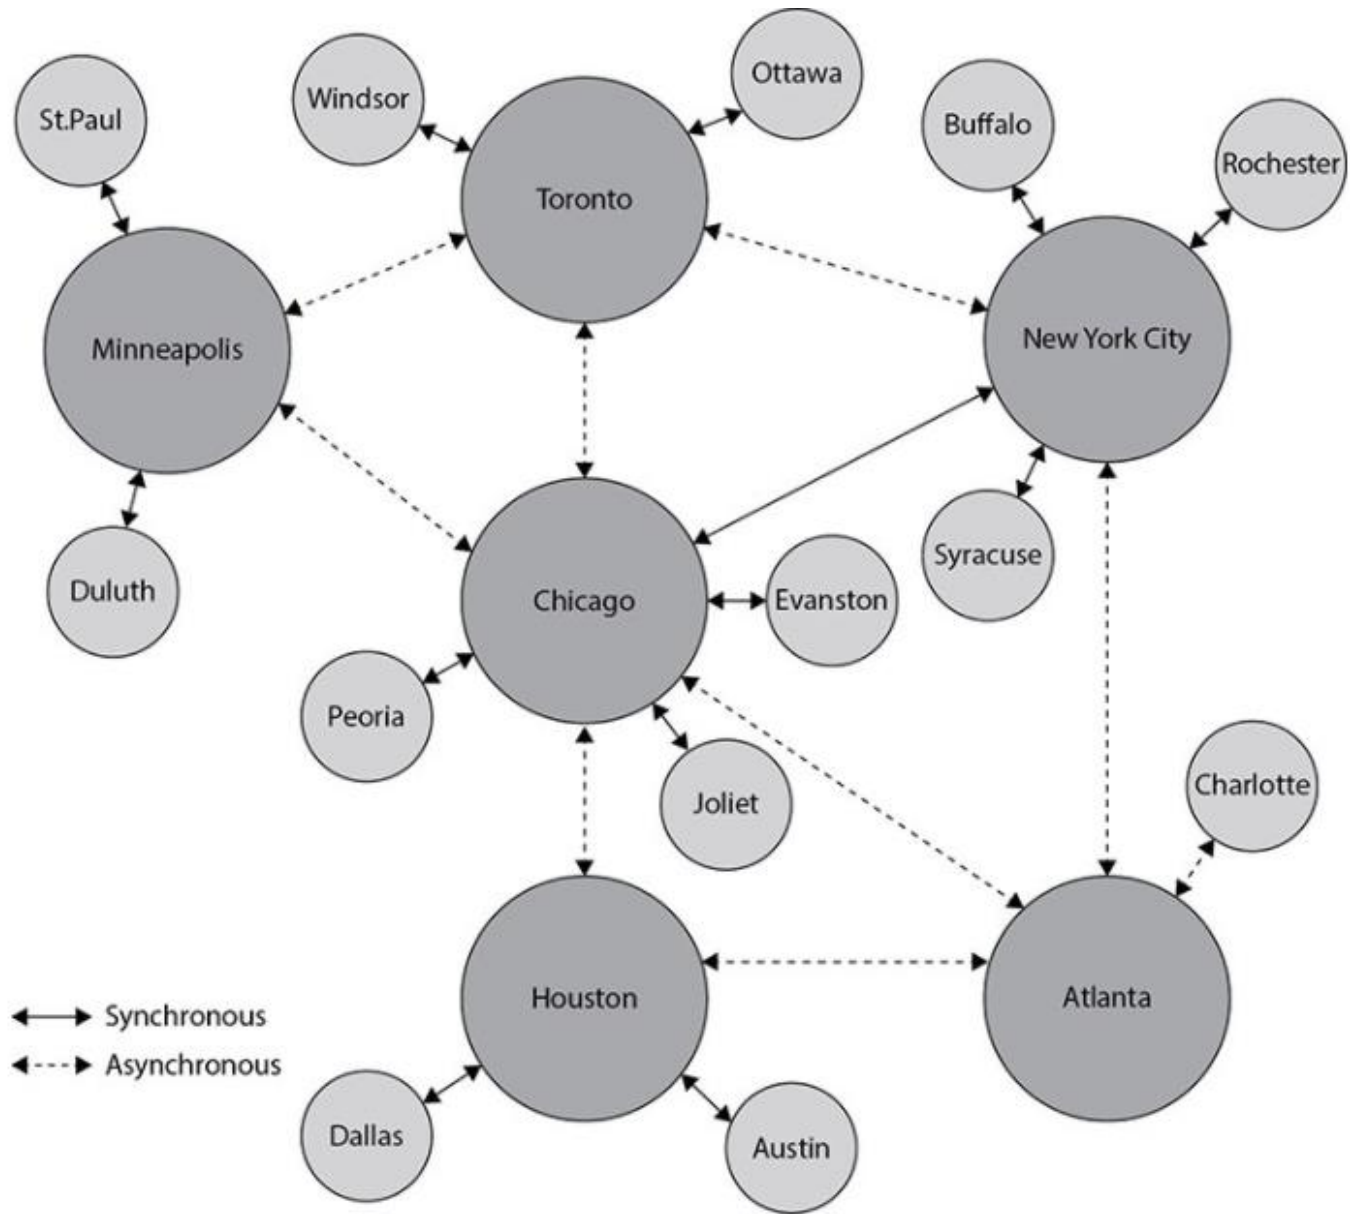 Ottawa
Windsor
St.Paul
Buffalo
Rochester
Toronto
New York City
Minneapolis
Syracuse
Duluth
Chicago
Evanston
Peoria
Charlotte
Joliet
Houston
Atlanta
Synchronous
Asynchronous
Dallas
Austin